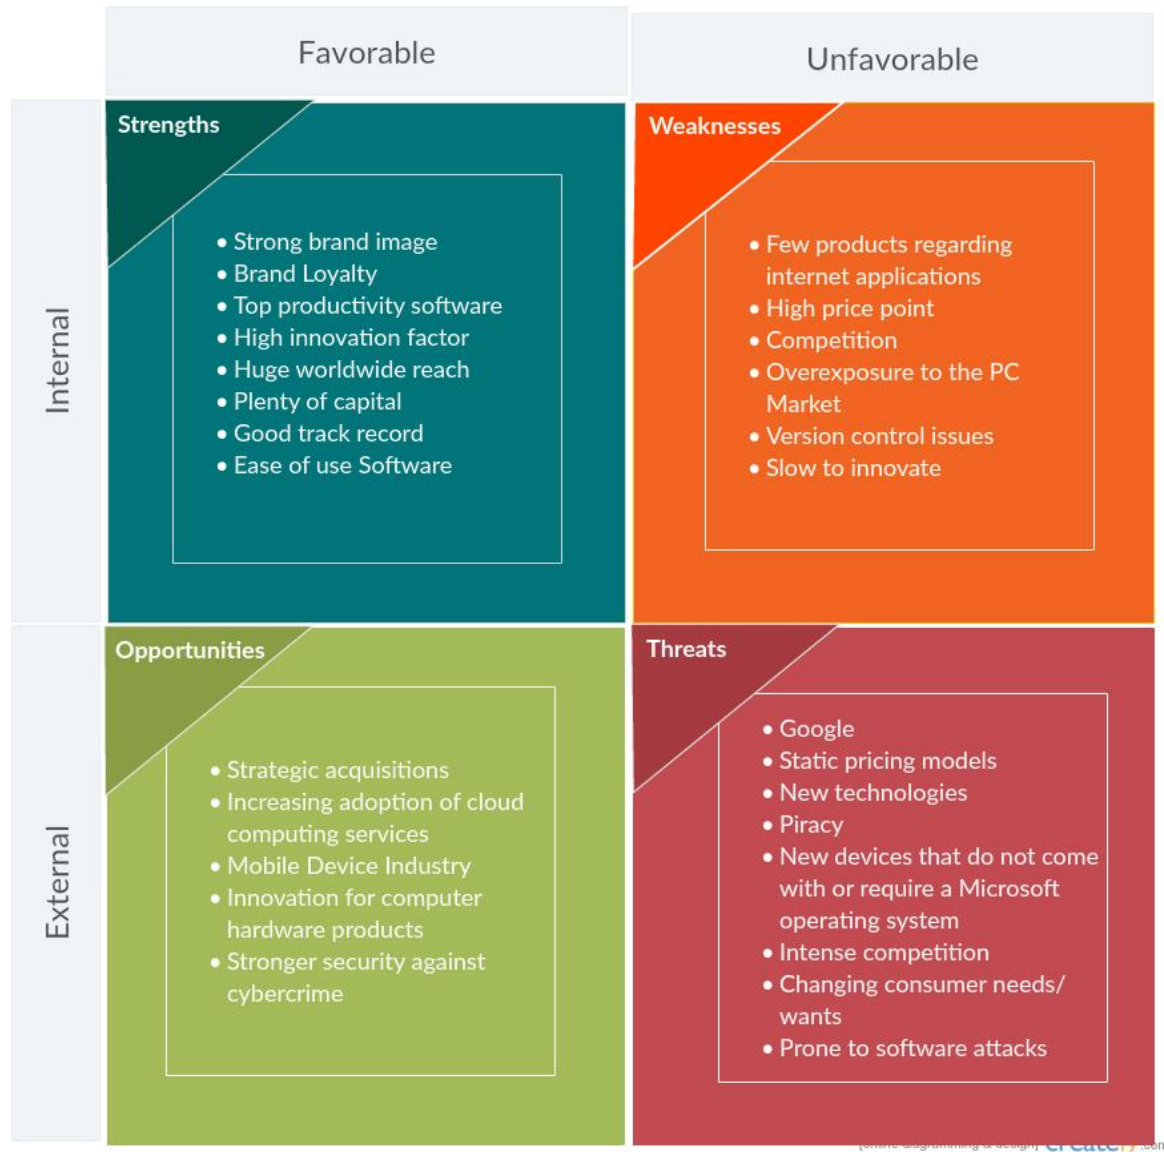 Favorable
Unfavorable
Internal
Strengths
• Strong brand image
• Brand Loyalty
• Top productivity software
• High innovation factor
• Huge worldwide reach
• Plenty of capital
• Good track record
• Ease of use Software
Weaknesses
• Few products regarding
internet applications
• High price point
• Competition
• Overexposure to the PC
Market
• Version control issues
• Slow to innovate
External
Opportunities
• Strategic acquisitions
• Increasing adoption of cloud
computing services
• Mobile Device Industry
• Innovation for computer
hardware products
• Stronger security against
cybercrime
Threats
• Google
• Static pricing models
• New technologies
• Piracy
• New devices that do not come
with or require a Microsoft
operating system
• Intense competition
• Changing consumer needs/
wants
• Prone to software attacks